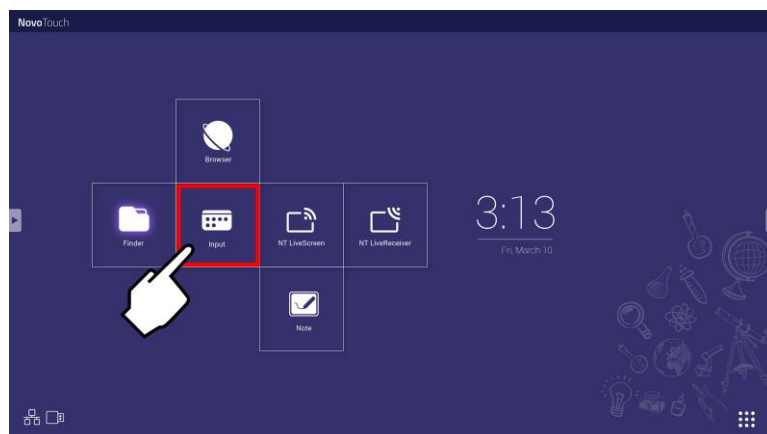 NovoTouch
Browser
Finder
Input
NT LiveScreen
NT LiveReceiver
3:13
Fri, March 10
Note